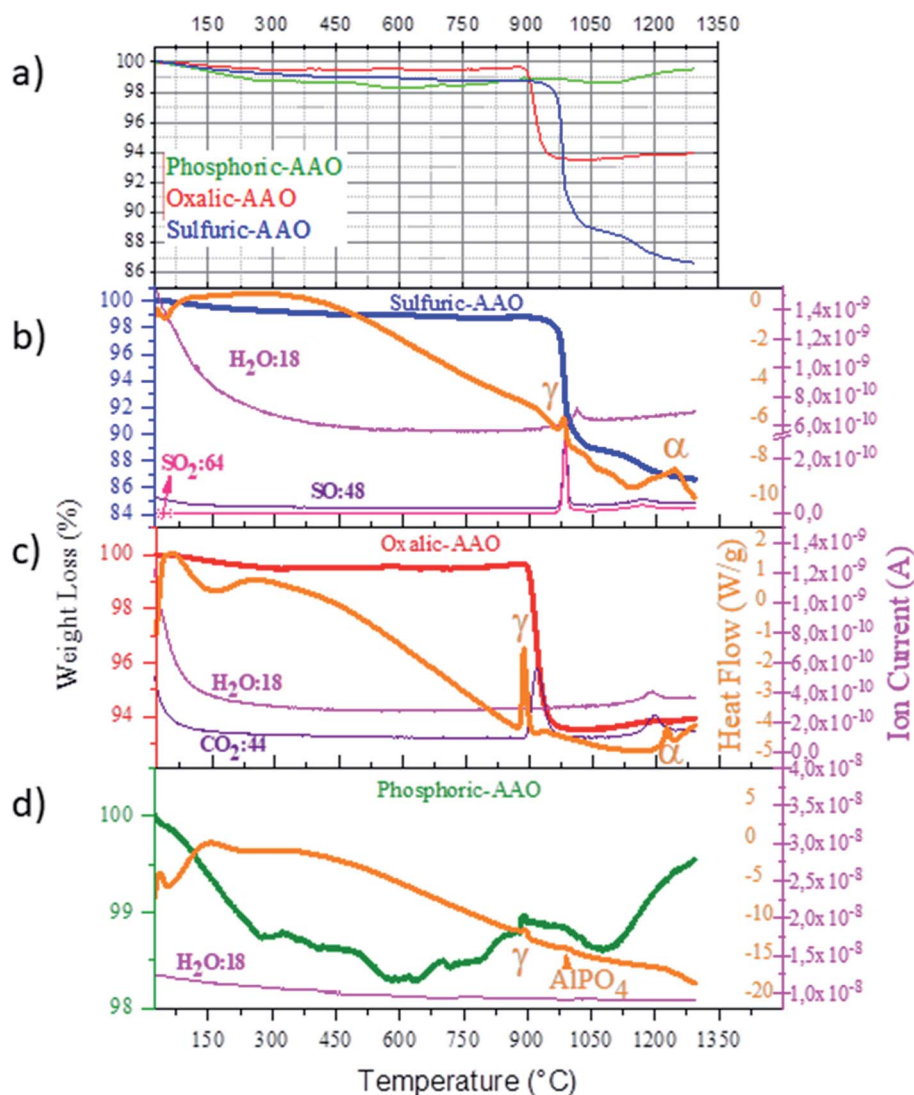 150 300 450 600 750 900 1050 1200 1350
a)
100
98
96
94
92
90
88
86
Phosphoric-AAO
Oxalic-AAO
Sulfuric-AAO
b)
Sulfuric-AAO
100
98
96
94
92
90
88
86
84
H₂O:18
SO₂:64
SO:48
γ
α
0
-2
-4
-6
-8
-10
1,4x10⁻⁹
1,2x10⁻⁹
1,0x10⁻⁹
8,0x10⁻¹⁰
6,0x10⁻¹⁰
2,0x10⁻¹⁰
0,0
c)
Oxalic-AAO
100
98
96
94
H₂O:18
CO₂:44
γ
α
2
1
0
-1
-2
-3
-4
-5
1,4x10⁻⁹
1,2x10⁻⁹
1,0x10⁻⁹
8,0x10⁻¹⁰
6,0x10⁻¹⁰
4,0x10⁻¹⁰
2,0x10⁻¹⁰
0,0
Weight Loss (%)
Heat Flow (W/g)
Ion Current (A)
d)
Phosphoric-AAO
100
99
98
H₂O:18
γ
AlPO₄
5
0
-5
-10
-15
-20
4,0x10⁻⁸
3,5x10⁻⁸
3,0x10⁻⁸
2,5x10⁻⁸
2,0x10⁻⁸
1,5x10⁻⁸
1,0x10⁻⁸
150 300 450 600 750 900 1050 1200 1350
Temperature (°C)